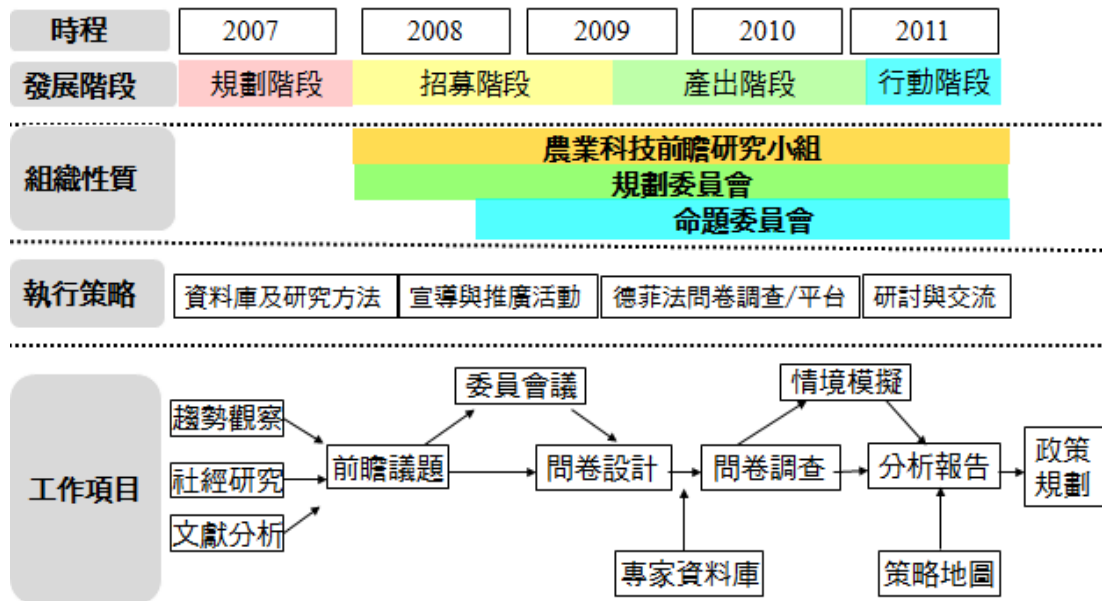 時程
2007
2008
2009
2010
2011
發展階段
規劃階段
招募階段
產出階段
行動階段
組織性質
農業科技前瞻研究小組
規劃委員會
命題委員會
執行策略
資料庫及研究方法
宣導與推廣活動
德菲法問卷調查/平台
研討與交流
工作項目
趨勢觀察
社經研究
文獻分析
前瞻議題
委員會議
問卷設計
專家資料庫
問卷調查
情境模擬
分析報告
策略地圖
政策
規劃